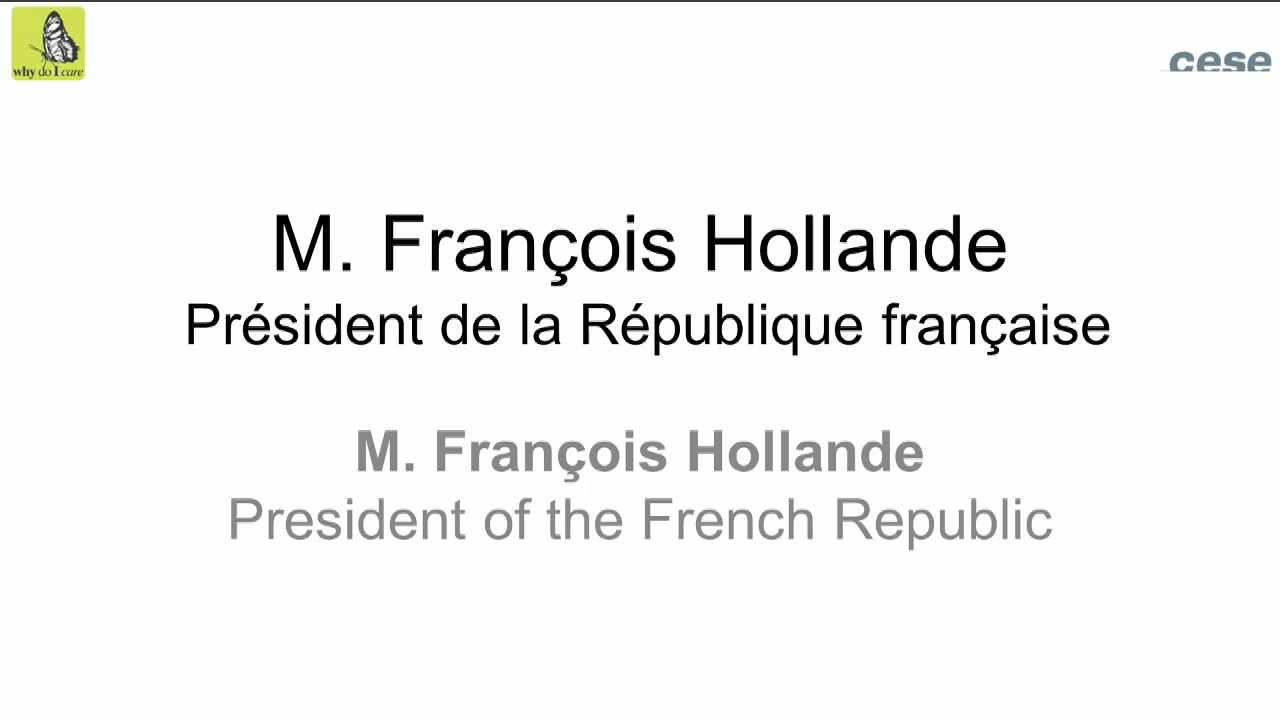 why do I care
cese
M. François Hollande
Président de la République française
M. François Hollande
President of the French Republic